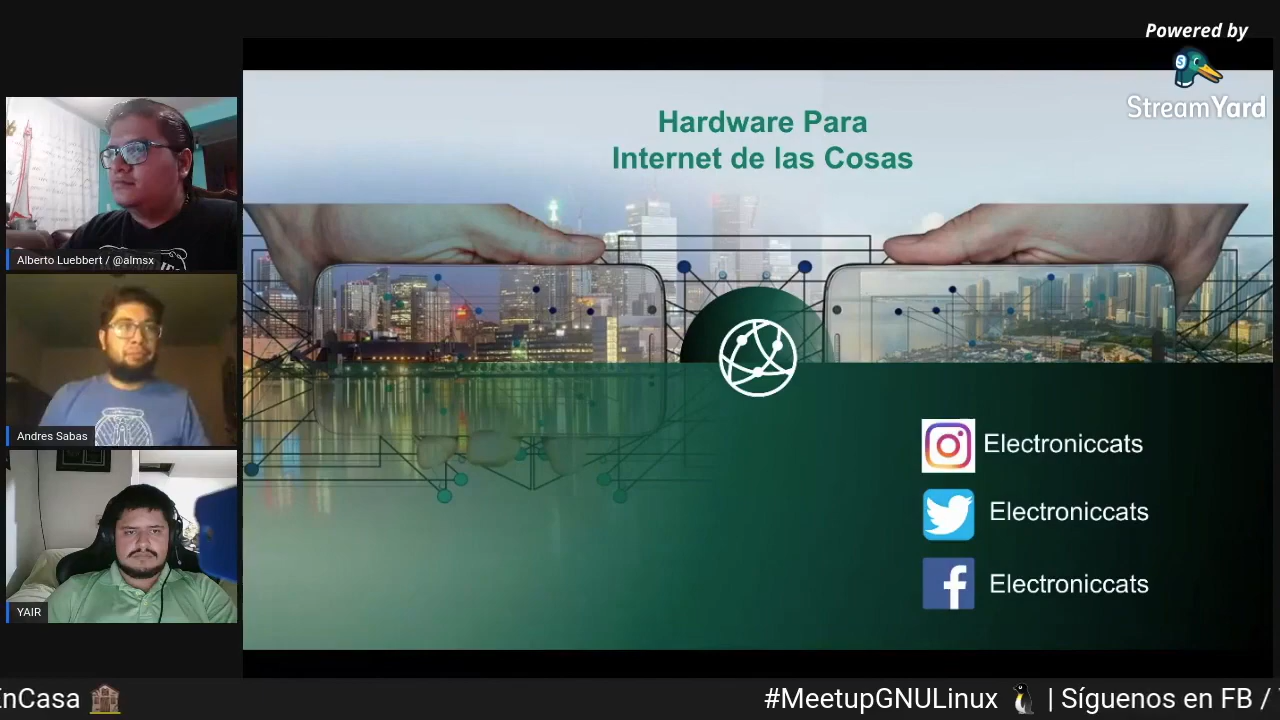 Powered by
StreamYard
Hardware Para
Internet de las Cosas
Alberto Luebbert / @almsx
Andres Sabas
YAIR
Electroniccats
Electroniccats
Electroniccats
EnCasa
#MeetupGNULinux | Síguenos en FB /